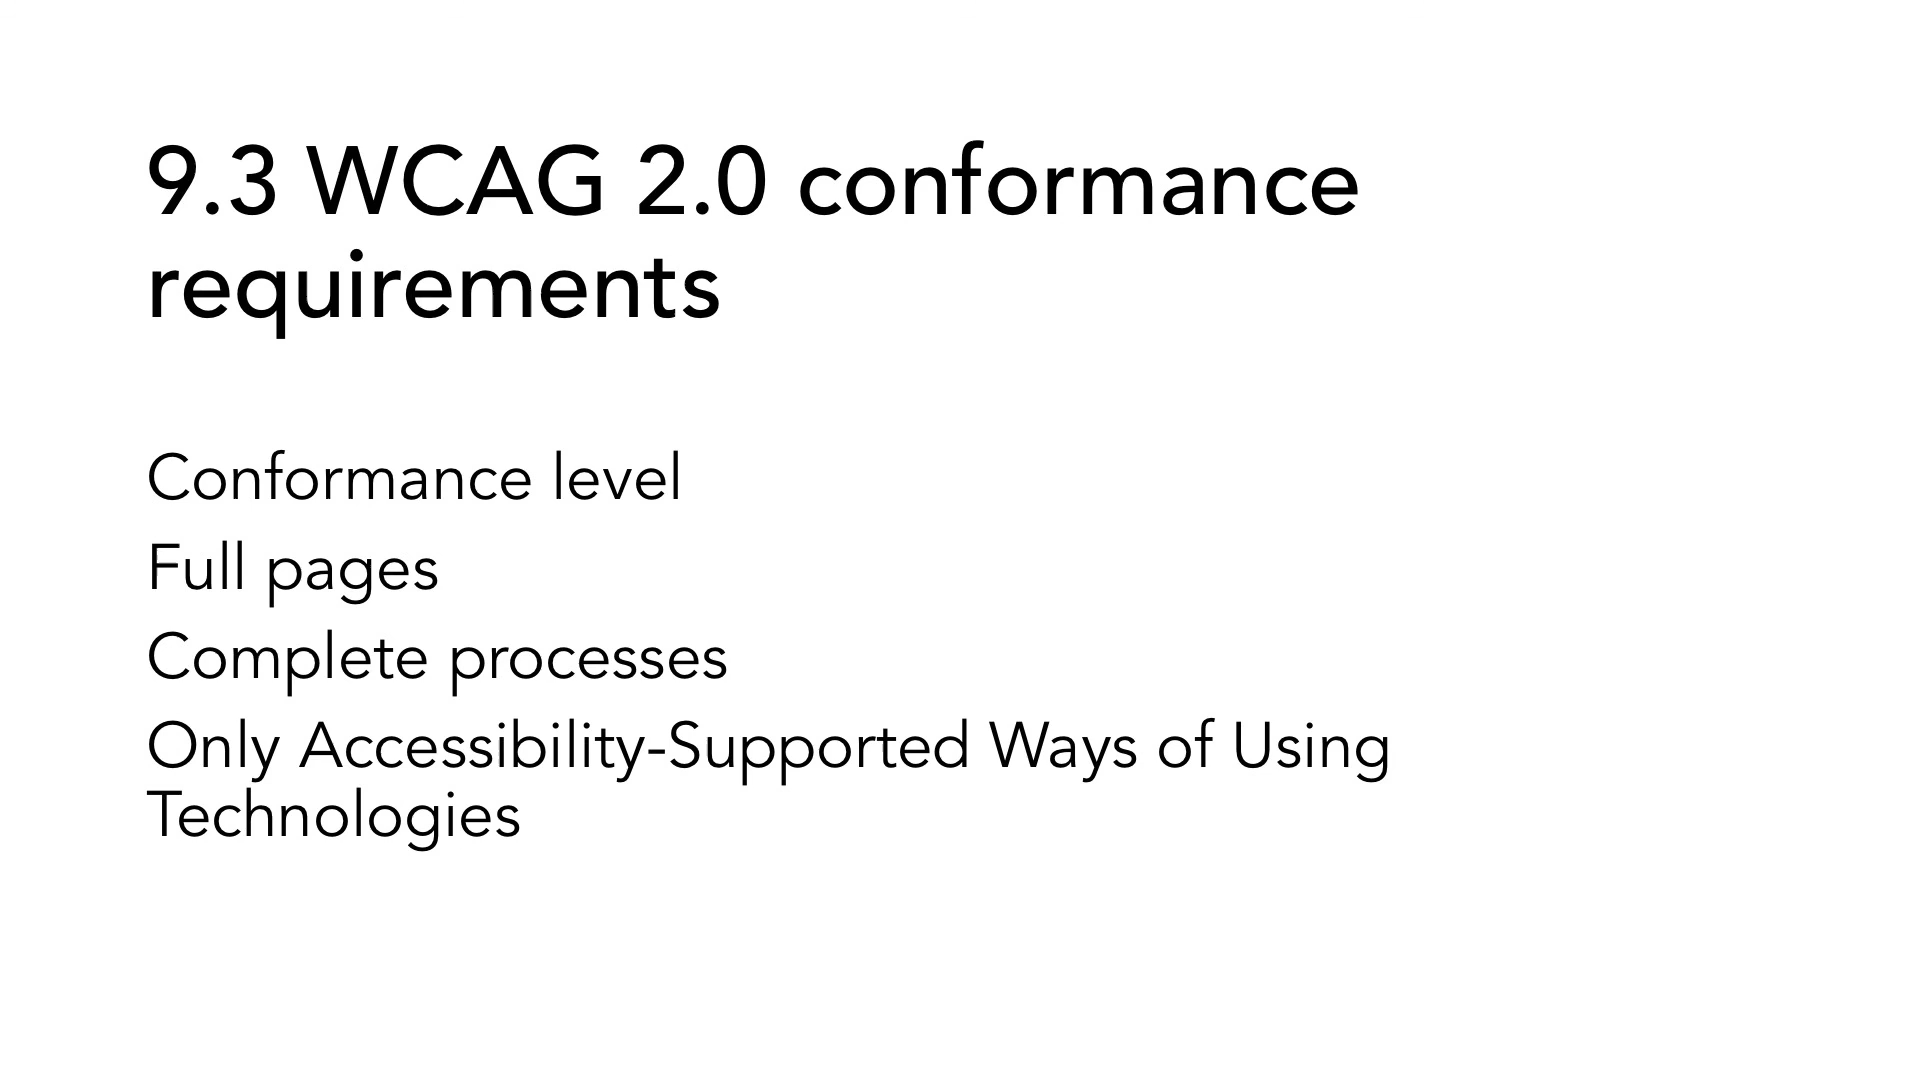 9.3 WCAG 2.0 conformance
requirements
Conformance level
Full pages
Complete processes
Only Accessibility-Supported Ways of Using
Technologies